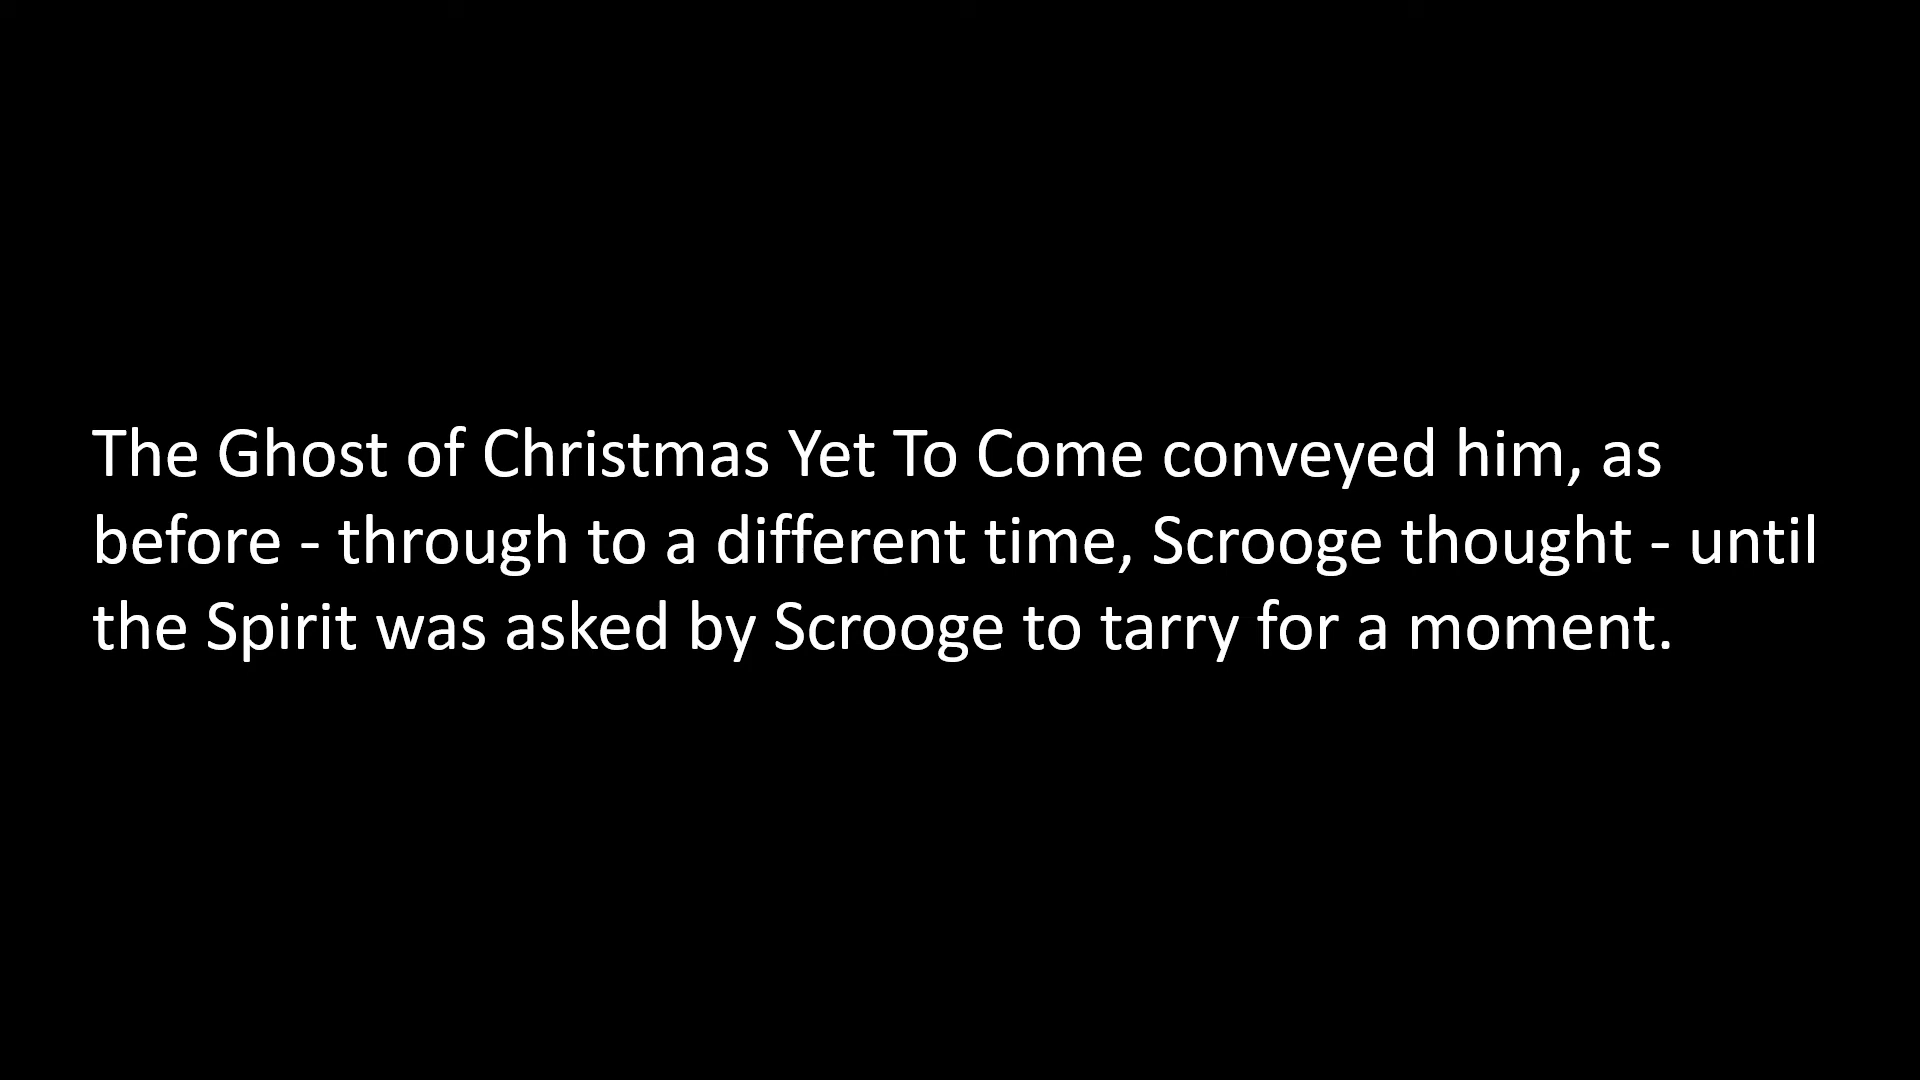 The Ghost of Christmas Yet To Come conveyed him, as
before - through to a different time, Scrooge thought - until
the Spirit was asked by Scrooge to tarry for a moment.